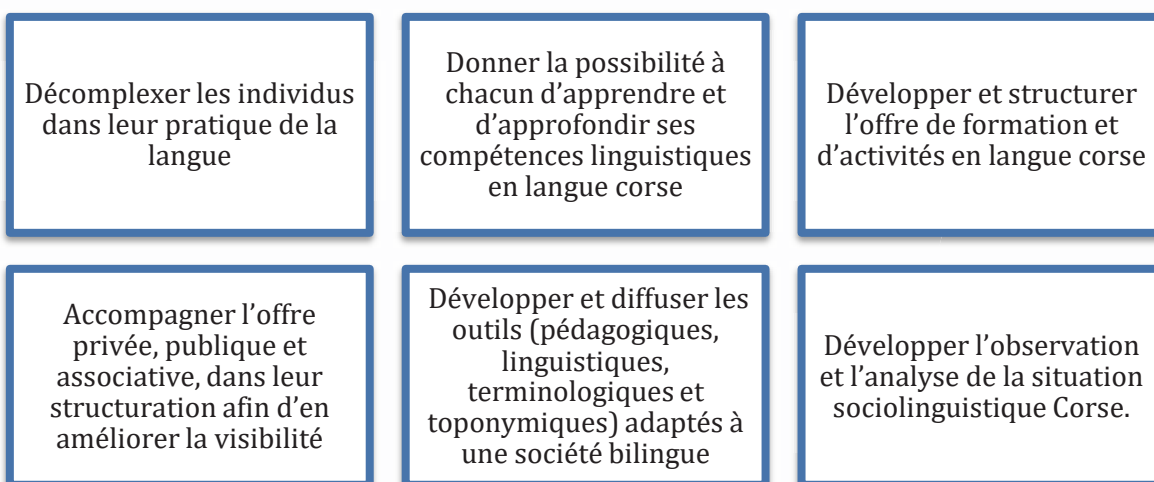 Décomplexer les individus
dans leur pratique de la
langue
Donner la possibilité à
chacun d’apprendre et
d’approfondir ses
compétences linguistiques
en langue corse
Développer et structurer
l’offre de formation et
d’activités en langue corse
Accompagner l’offre
privée, publique et
associative, dans leur
structuration afin d’en
améliorer la visibilité
Développer et diffuser les
outils (pédagogiques,
linguistiques,
terminologiques et
toponymiques) adaptés à
une société bilingue
Développer l’observation
et l’analyse de la situation
sociolinguistique Corse.